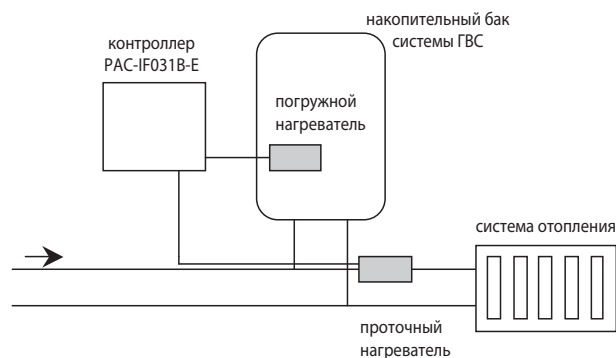 накопительный бак
системы ГВС
контроллер
PAC-IF031B-E
погружной
нагреватель
система отопления
проточный
нагреватель